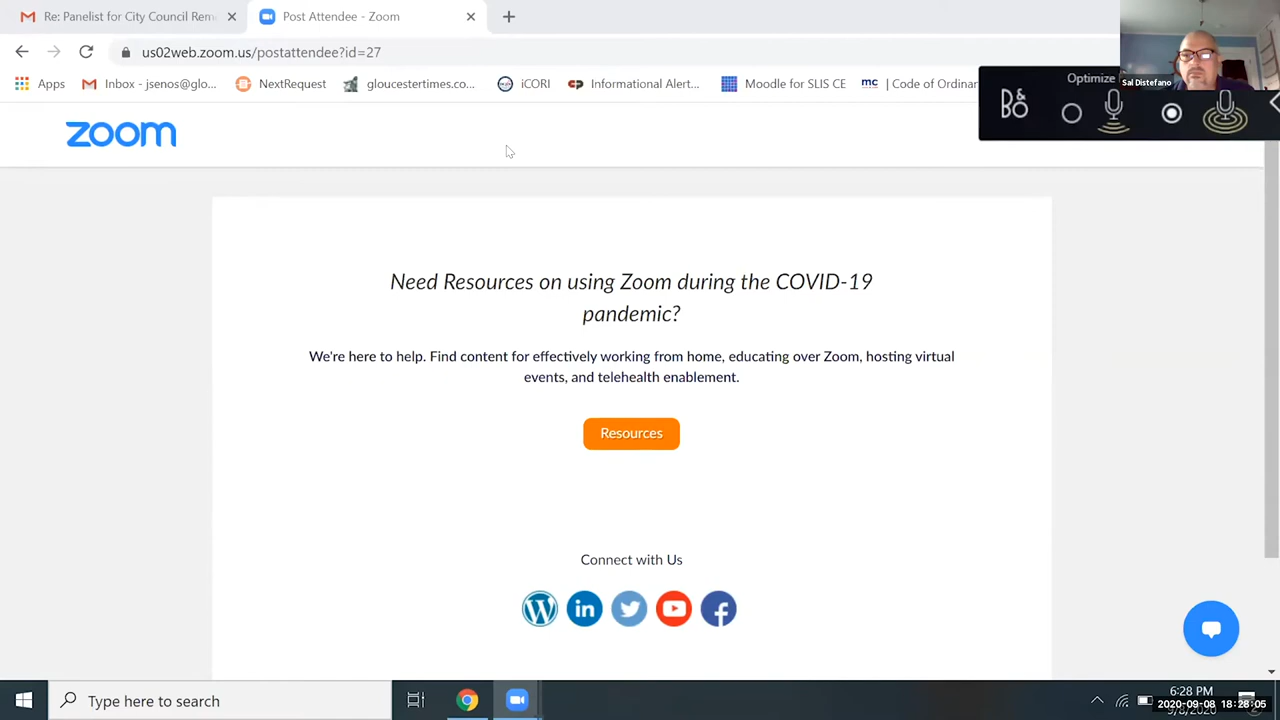 Re: Panelist for City Council Rem
Post Attendee - Zoom
us02web.zoom.us/postattendee?id=27
Apps
Inbox - jsenos@glo...
NextRequest
gloucestertimes.co...
iCORI
Informational Alert...
Moodle for SLIS CE
mc
| Code of Ordinar
Optimize
Sal Distefano
B&O
zoom
Need Resources on using Zoom during the COVID-19
pandemic?
We're here to help. Find content for effectively working from home, educating over Zoom, hosting virtual
events, and telehealth enablement.
Resources
Connect with Us
Type here to search
6:28 PM
2020-09-08 18:28:05